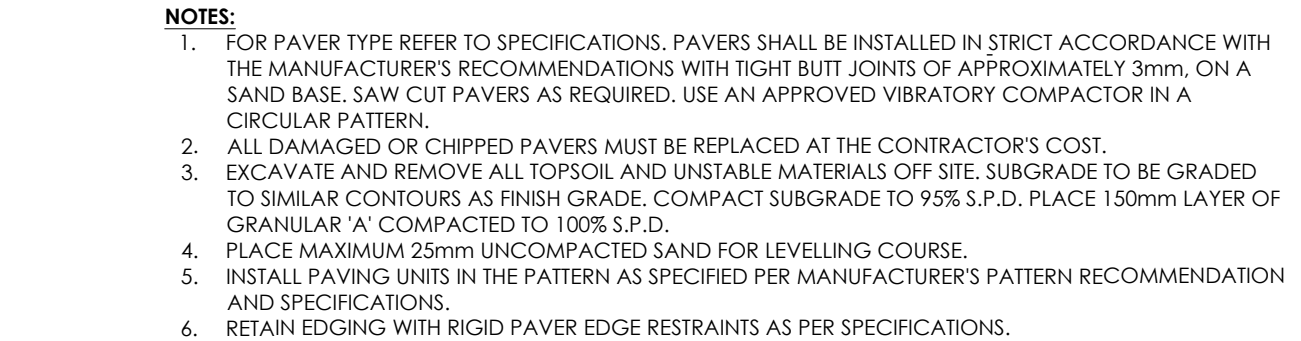 NOTES:
1. FOR PAVER TYPE REFER TO SPECIFICATIONS. PAVERS SHALL BE INSTALLED IN STRICT ACCORDANCE WITH
THE MANUFACTURER'S RECOMMENDATIONS WITH TIGHT BUTT JOINTS OF APPROXIMATELY 3mm, ON A
SAND BASE. SAW CUT PAVERS AS REQUIRED. USE AN APPROVED VIBRATORY COMPACTOR IN A
CIRCULAR PATTERN.
2. ALL DAMAGED OR CHIPPED PAVERS MUST BE REPLACED AT THE CONTRACTOR'S COST.
3. EXCAVATE AND REMOVE ALL TOPSOIL AND UNSTABLE MATERIALS OFF SITE. SUBGRADE TO BE GRADED
TO SIMILAR CONTOURS AS FINISH GRADE. COMPACT SUBGRADE TO 95% S.P.D. PLACE 150mm LAYER OF
GRANULAR 'A' COMPACTED TO 100% S.P.D.
4. PLACE MAXIMUM 25mm UNCOMPACTED SAND FOR LEVELLING COURSE.
5. INSTALL PAVING UNITS IN THE PATTERN AS SPECIFIED PER MANUFACTURER'S PATTERN RECOMMENDATION
AND SPECIFICATIONS.
6. RETAIN EDGING WITH RIGID PAVER EDGE RESTRAINTS AS PER SPECIFICATIONS.